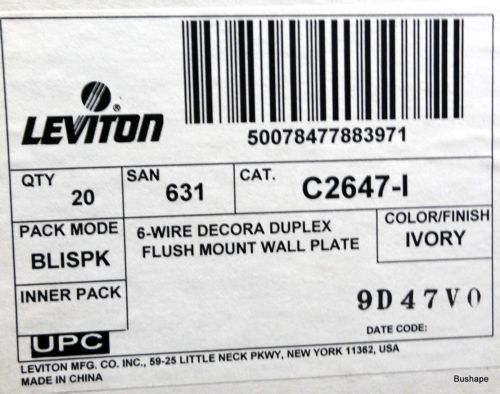 LEVITON®
50078477883971
QTY
20
SAN
631
CAT.
C2647-I
PACK MODE
BLISPK
6-WIRE DECORA DUPLEX
FLUSH MOUNT WALL PLATE
COLOR/FINISH
IVORY
INNER PACK
9D47V0
DATE CODE:
UPC
LEVITON MFG. CO. INC., 59-25 LITTLE NECK PKWY, NEW YORK 11362, USA
MADE IN CHINA
Bushape